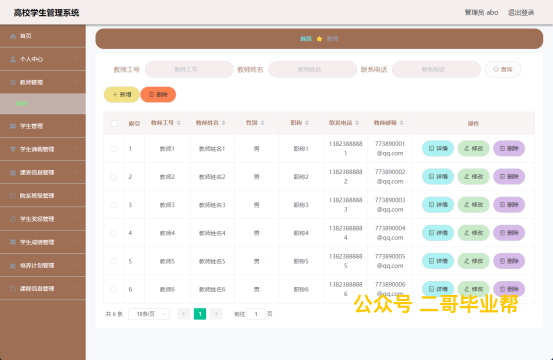 高校学生管理系统
管理员 abo 退出登录
首页
个人中心
教师管理
教师
学生管理
学生请假管理
课表信息管理
院系班级管理
学生奖惩管理
学生成绩管理
培养计划管理
课程信息管理
首页 教师
教师工号 教师工号 教师姓名 教师姓名 联系电话 联系电话 查询
+ 新增 删除
索引 教师工号 教师姓名 性别 职称 联系电话 教师邮箱 操作
1 教师1 教师姓名1 男 职称1 13823888881 773890001@qq.com 详情 修改 删除
2 教师2 教师姓名2 男 职称2 13823888882 773890002@qq.com 详情 修改 删除
3 教师3 教师姓名3 男 职称3 13823888883 773890003@qq.com 详情 修改 删除
4 教师4 教师姓名4 男 职称4 13823888884 773890004@qq.com 详情 修改 删除
5 教师5 教师姓名5 男 职称5 13823888885 773890005@qq.com 详情 修改 删除
6 教师6 教师姓名6 男 职称6 13823888886 773890006@qq.com 详情 修改 删除
共 6 条 10条/页 1 前往 1 页
公众号 二哥毕业帮